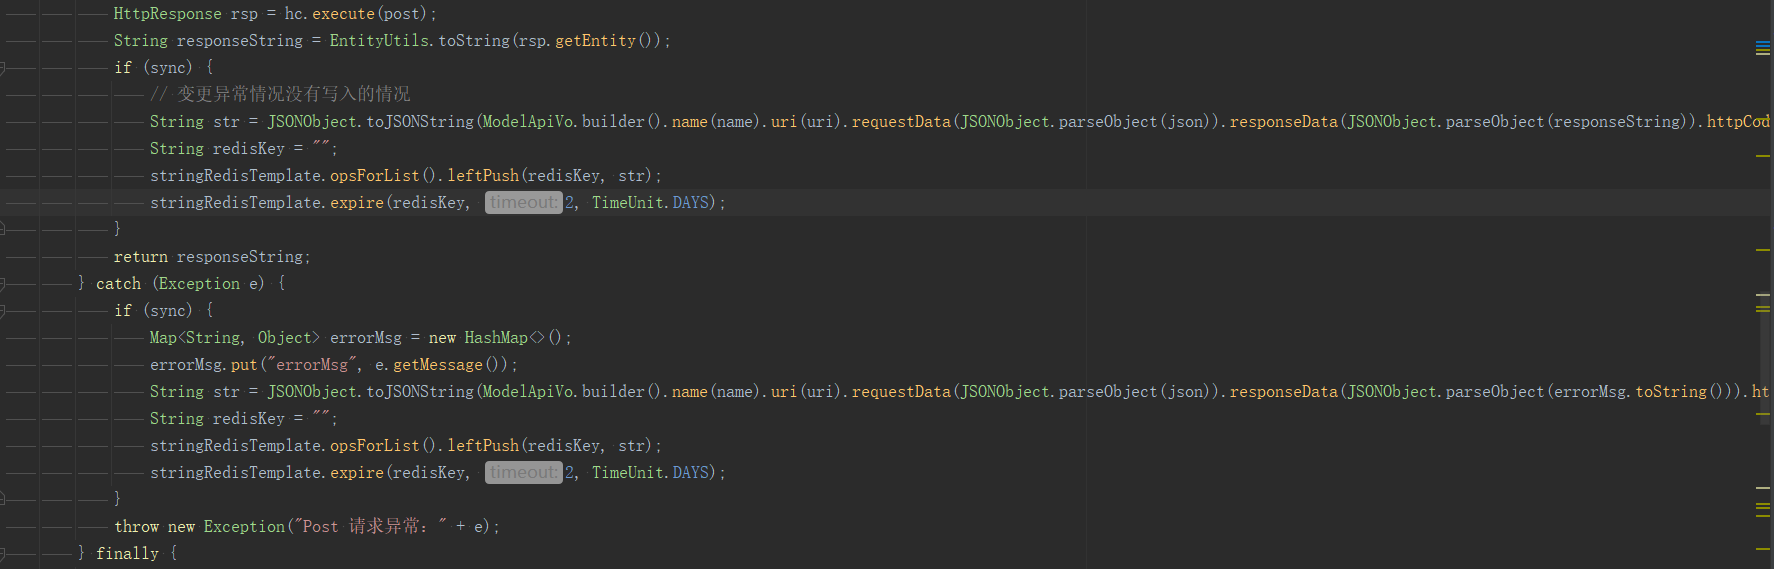 HttpResponse rsp = hc.execute(post);
String responseString = EntityUtils.toString(rsp.getEntity());
if (sync) {
// 变更异常情况没有写入的情况
String str = JSONObject.toJSONString(ModelApiVo.builder().name(name).uri(uri).requestData(JSONObject.parseObject(json)).responseData(JSONObject.parseObject(responseString)).httpCod
String redisKey = "";
stringRedisTemplate.opsForList().leftPush(redisKey, str);
stringRedisTemplate.expire(redisKey, timeout: 2, TimeUnit.DAYS);
}
return responseString;
} catch (Exception e) {
if (sync) {
Map<String, Object> errorMsg = new HashMap<>();
errorMsg.put("errorMsg", e.getMessage());
String str = JSONObject.toJSONString(ModelApiVo.builder().name(name).uri(uri).requestData(JSONObject.parseObject(json)).responseData(JSONObject.parseObject(errorMsg.toString())).ht
String redisKey = "";
stringRedisTemplate.opsForList().leftPush(redisKey, str);
stringRedisTemplate.expire(redisKey, timeout: 2, TimeUnit.DAYS);
}
throw new Exception("Post 请求异常：" + e);
} finally {